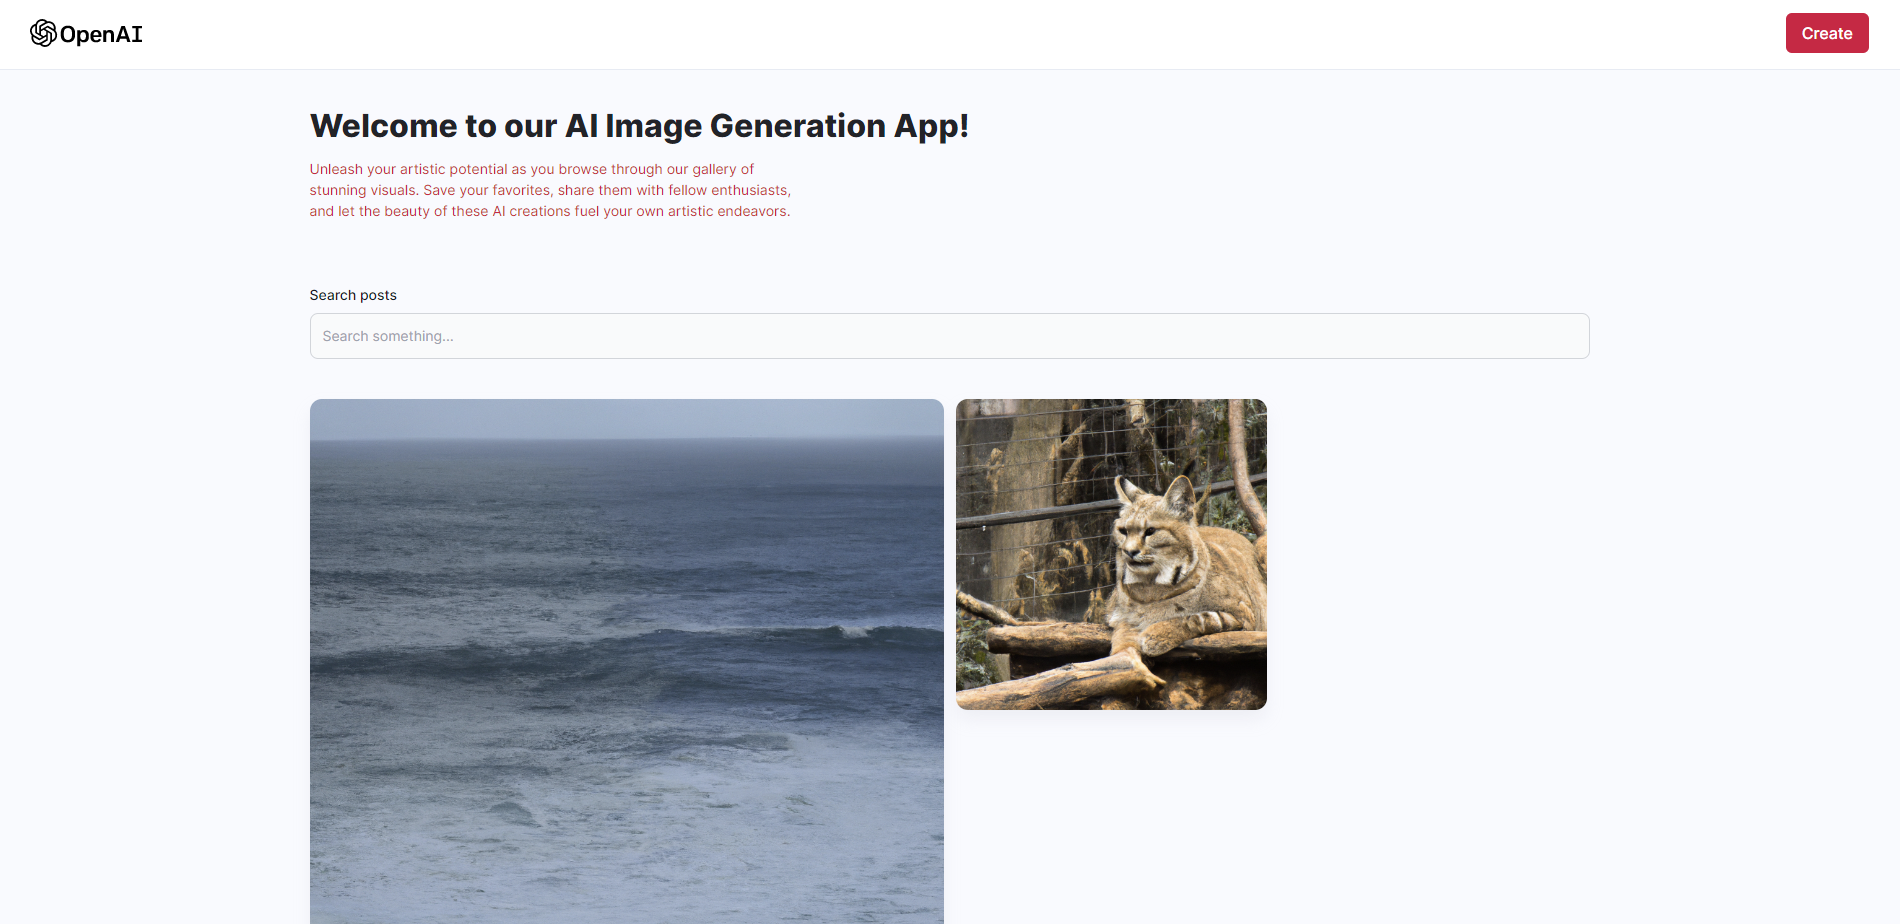 OpenAI
Create
Welcome to our AI Image Generation App!
Unleash your artistic potential as you browse through our gallery of
stunning visuals. Save your favorites, share them with fellow enthusiasts,
and let the beauty of these AI creations fuel your own artistic endeavors.
Search posts
Search something...